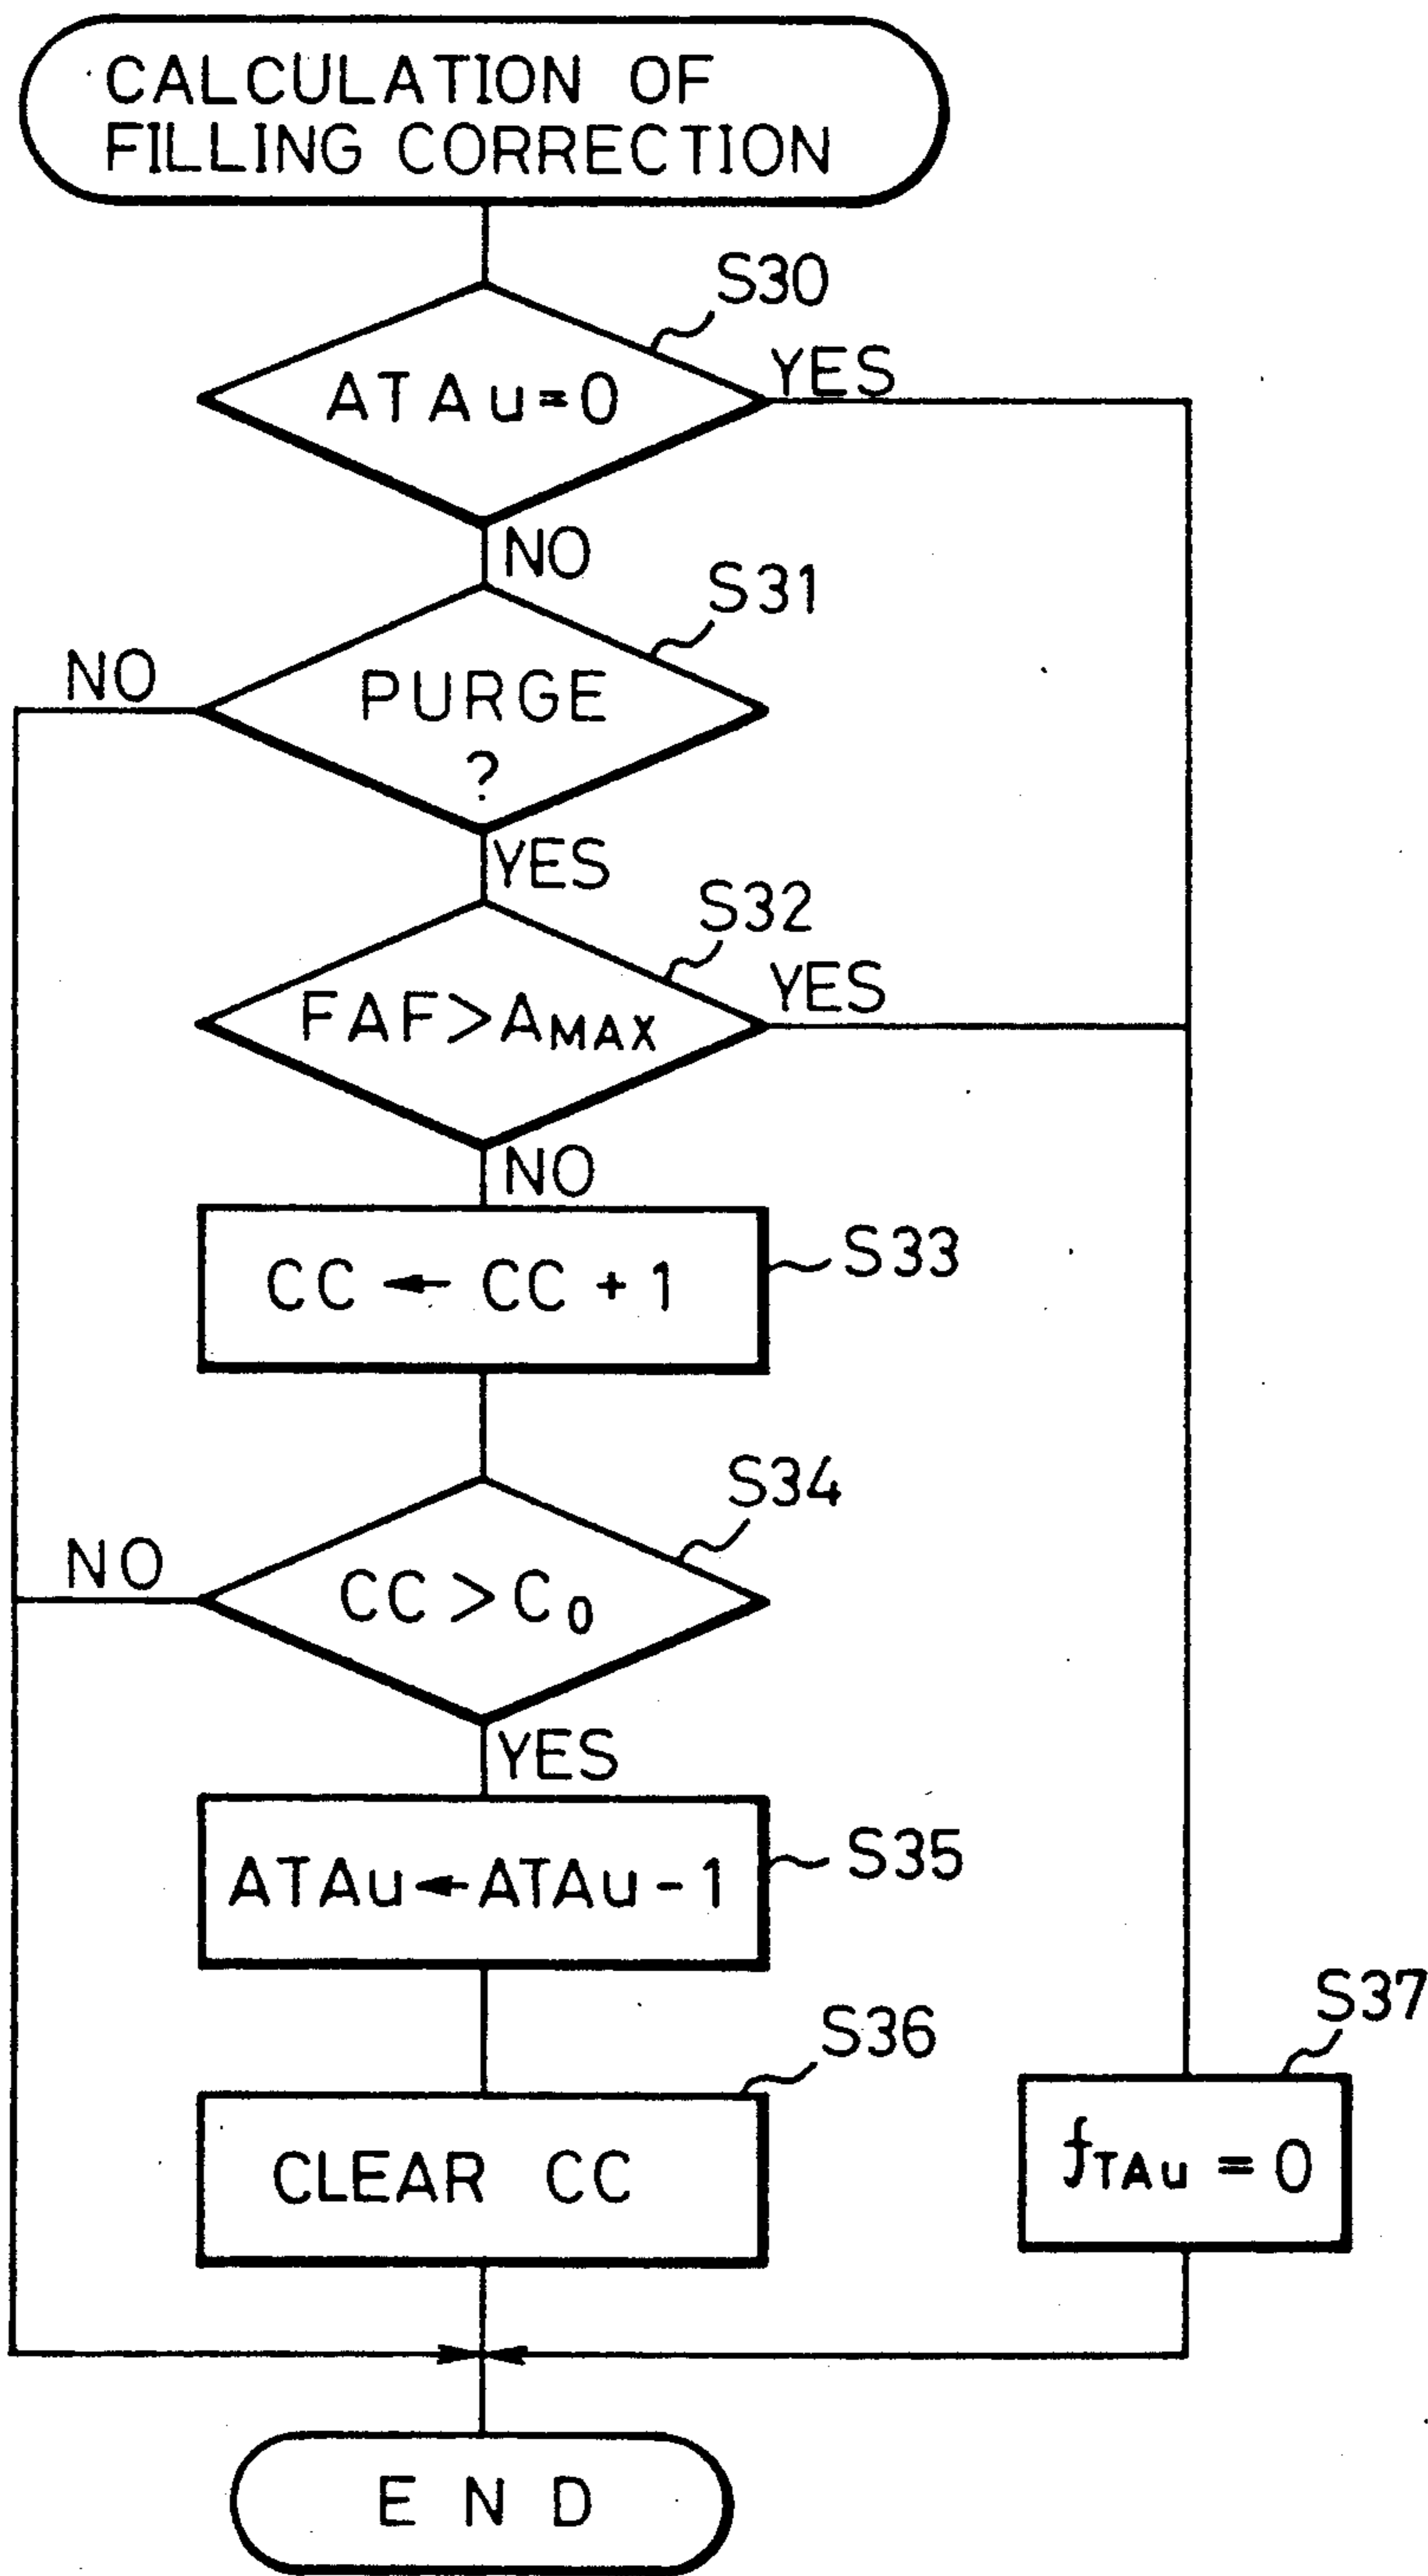 CALCULATION OF
FILLING CORRECTION
S30
ATAu=0
YES
NO
S31
NO
PURGE
?
YES
S32
FAF>AMAX
YES
NO
CC ← CC + 1
S33
S34
NO
CC > C0
YES
ATAu←ATAu-1
S35
S36
CLEAR CC
S37
fTAu = 0
END